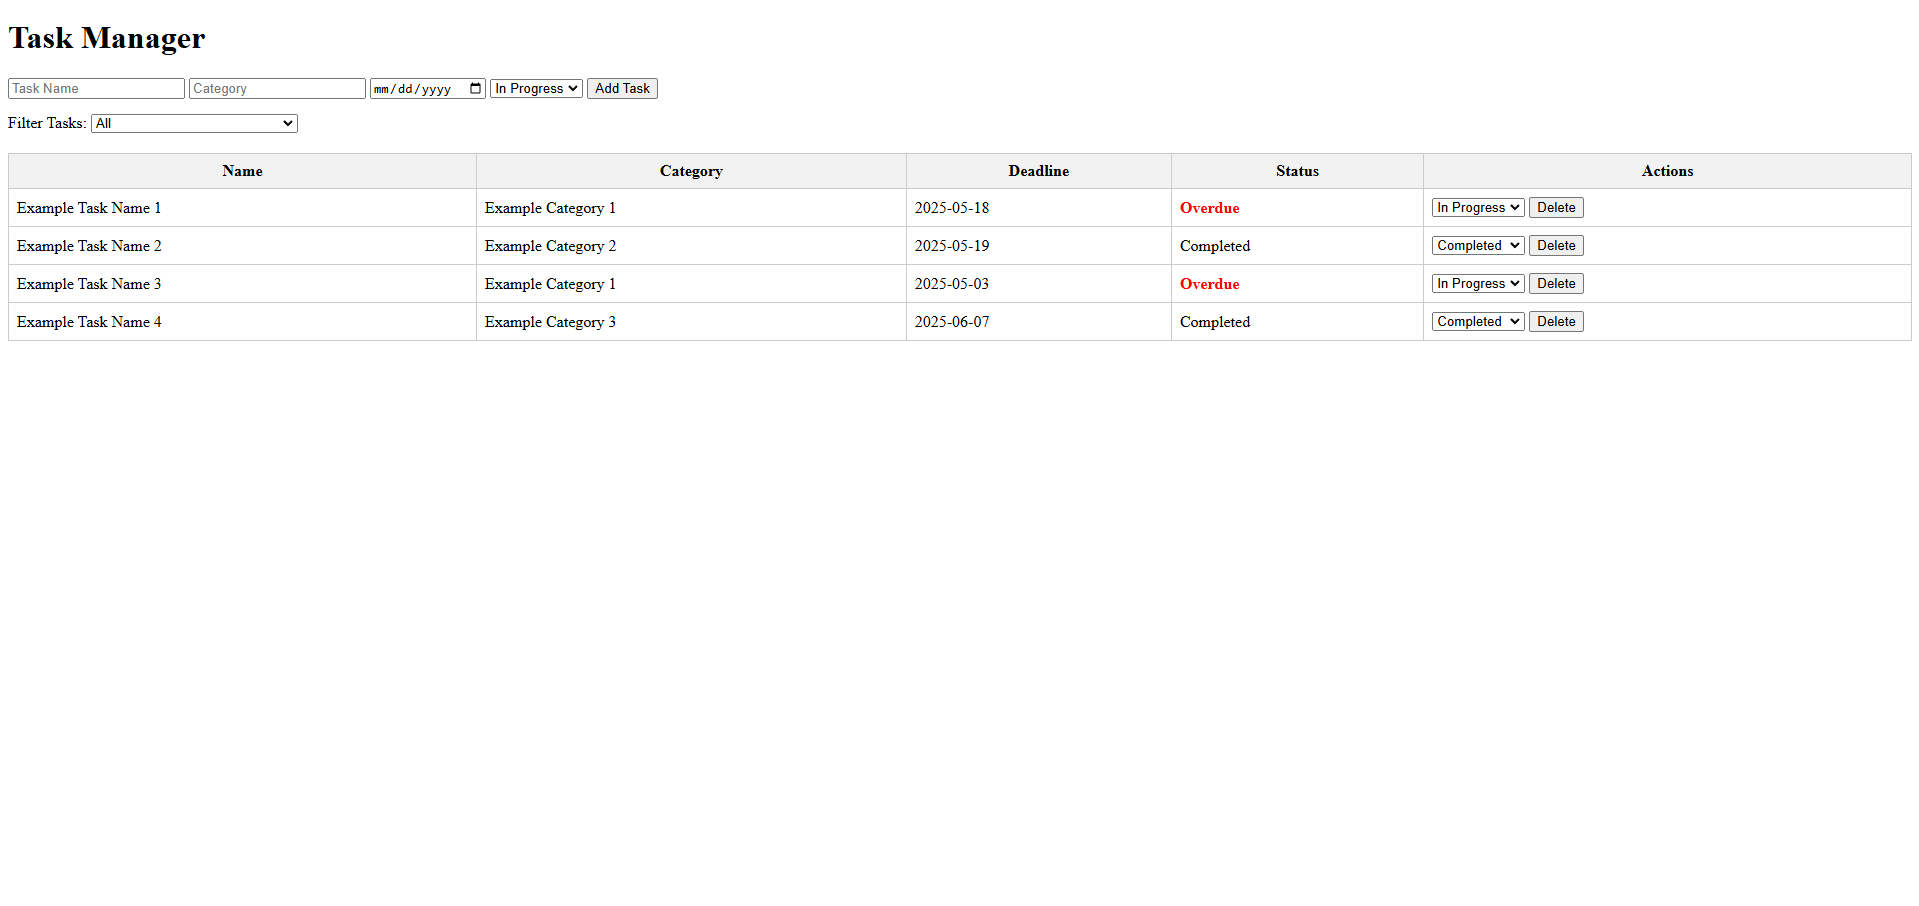 Task Manager
Task Name Category mm/dd/yyyy In Progress Add Task
Filter Tasks: All
Name Category Deadline Status Actions
Example Task Name 1 Example Category 1 2025-05-18 Overdue In Progress Delete
Example Task Name 2 Example Category 2 2025-05-19 Completed Completed Delete
Example Task Name 3 Example Category 1 2025-05-03 Overdue In Progress Delete
Example Task Name 4 Example Category 3 2025-06-07 Completed Completed Delete